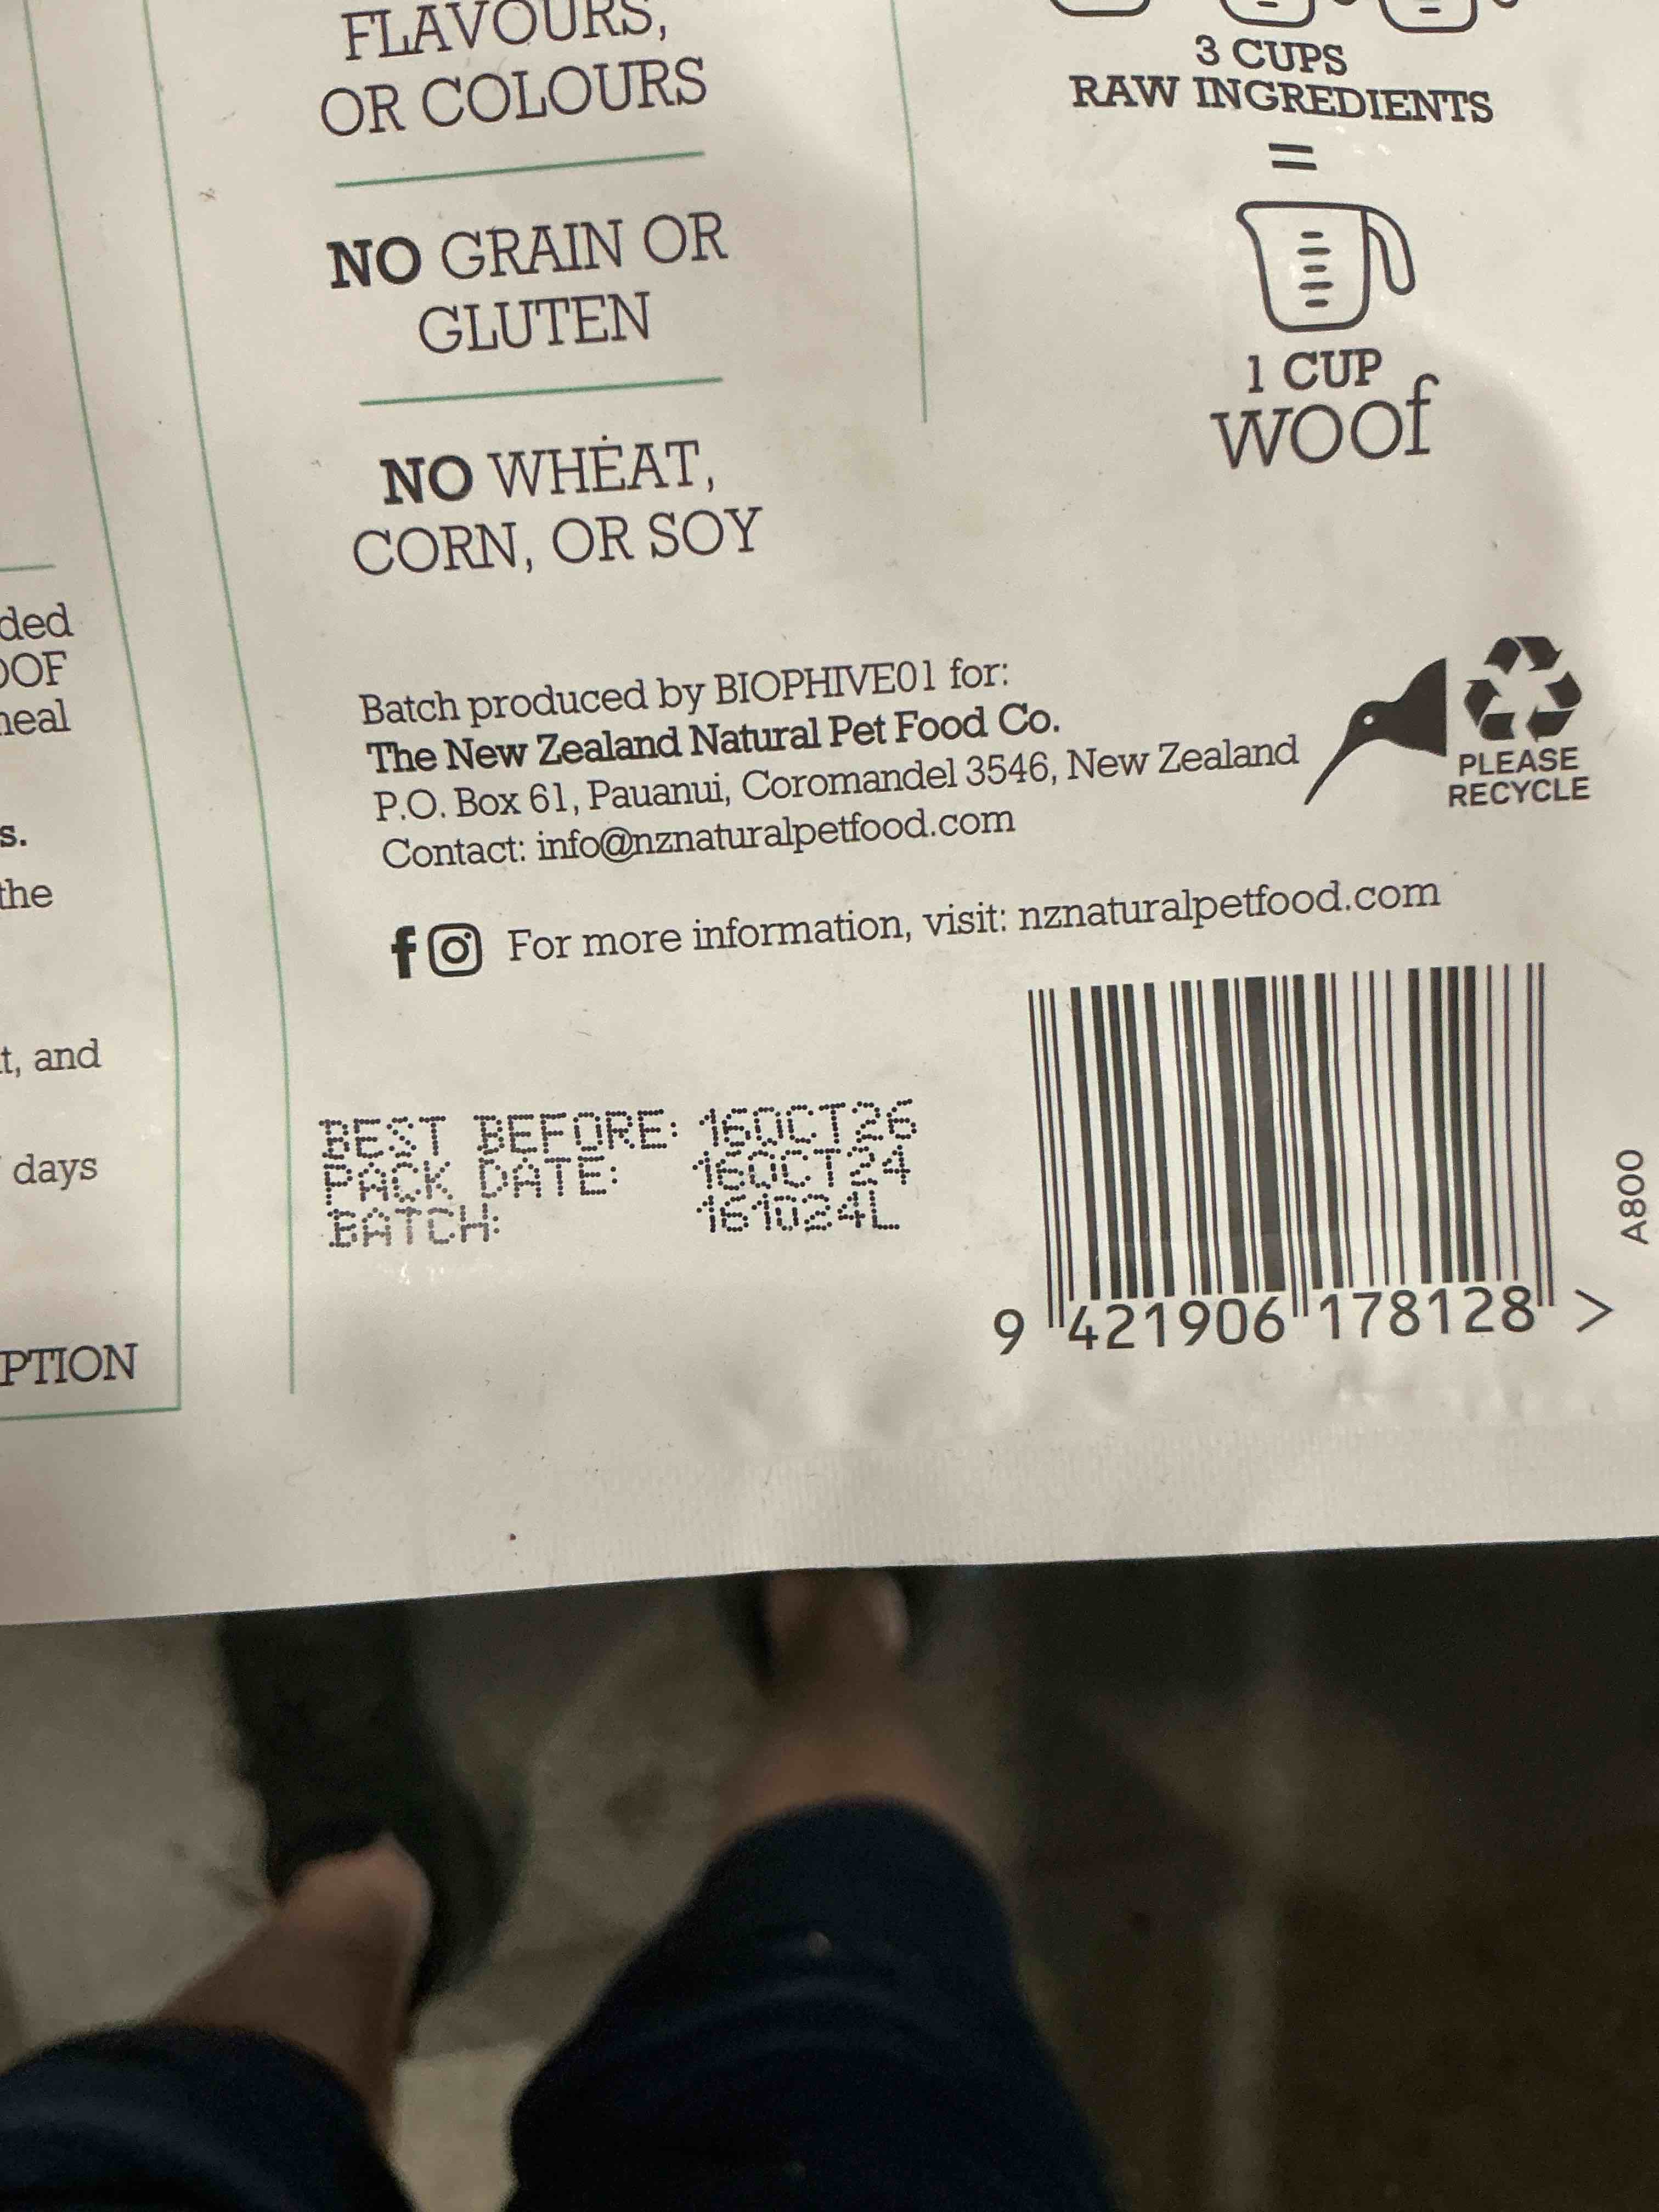 FLAVOURS,
OR COLOURS
NO GRAIN OR
GLUTEN
NO WHEAT,
CORN, OR SOY
3 CUPS
RAW INGREDIENTS
=
1 CUP
woof
ded
OOF
neal
s.
the
t, and
days
PTION
Batch produced by BIOPHIVE01 for:
The New Zealand Natural Pet Food Co.
P.O. Box 61, Pauanui, Coromandel 3546, New Zealand
Contact: info@nznaturalpetfood.com
PLEASE
RECYCLE
For more information, visit: nznaturalpetfood.com
BEST BEFORE: 16OCT26
PACK DATE: 16OCT24
BATCH: 161024L
9 421906 178128 >
A800